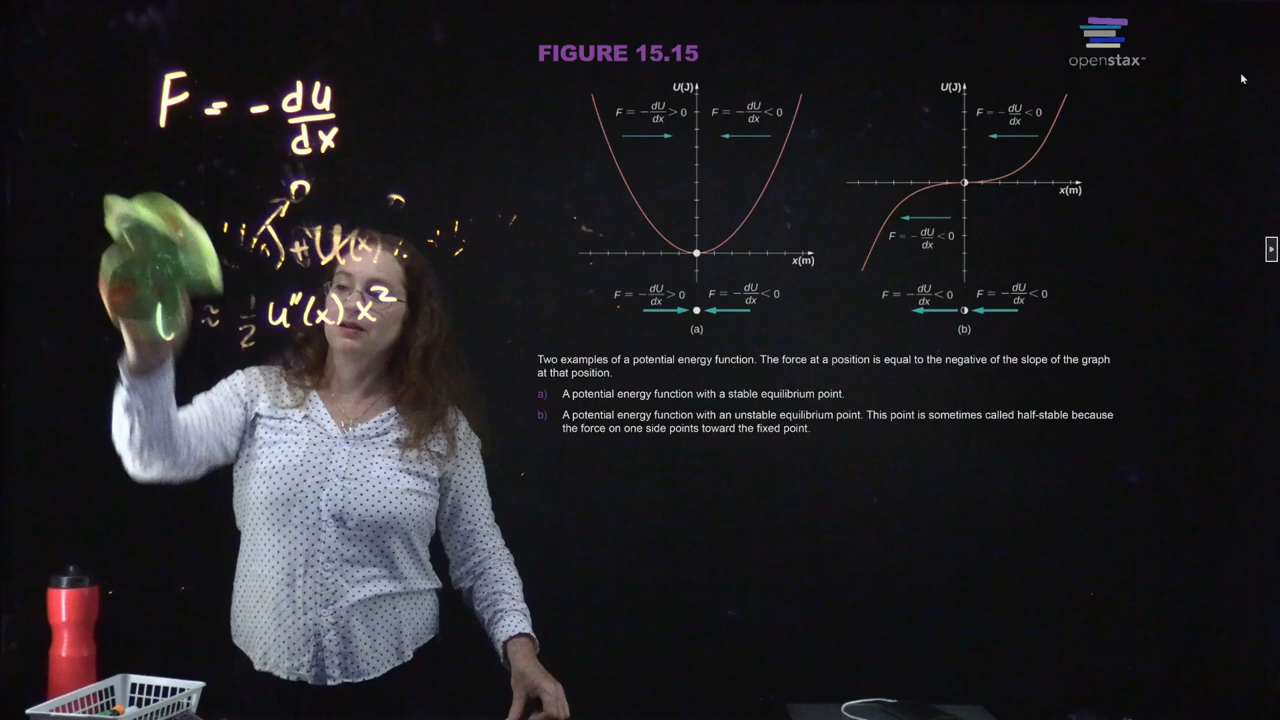 FIGURE 15.15
openstax™
F = - dU/dx
U(J)
F = - dU/dx > 0
F = - dU/dx < 0
x(m)
F = - dU/dx > 0
F = - dU/dx < 0
(a)
U(J)
F = - dU/dx < 0
x(m)
F = - dU/dx < 0
F = - dU/dx < 0
F = - dU/dx < 0
(b)
0
+ U(x)
≈ 1/2 u"(x) x²
Two examples of a potential energy function. The force at a position is equal to the negative of the slope of the graph
at that position.
a) A potential energy function with a stable equilibrium point.
b) A potential energy function with an unstable equilibrium point. This point is sometimes called half-stable because
the force on one side points toward the fixed point.